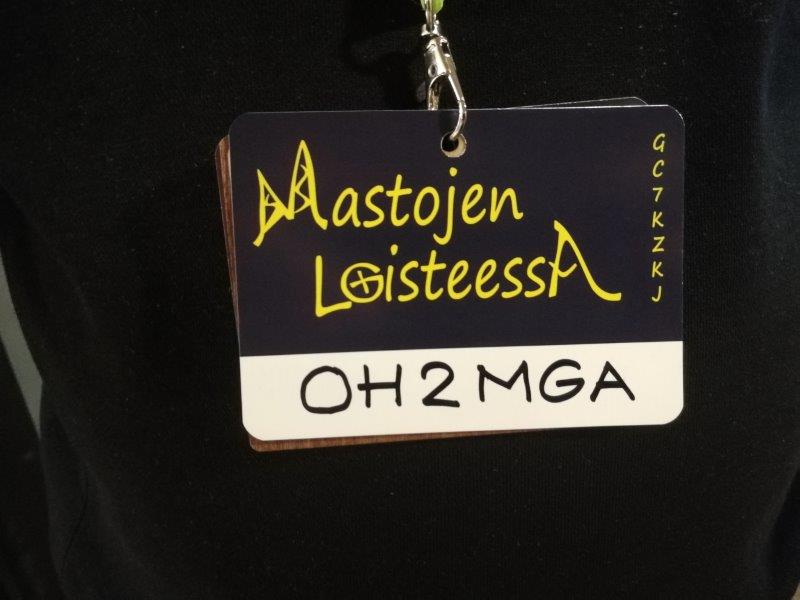 Mastojen
LoisteessA
GC7KZKJ
OH2MGA